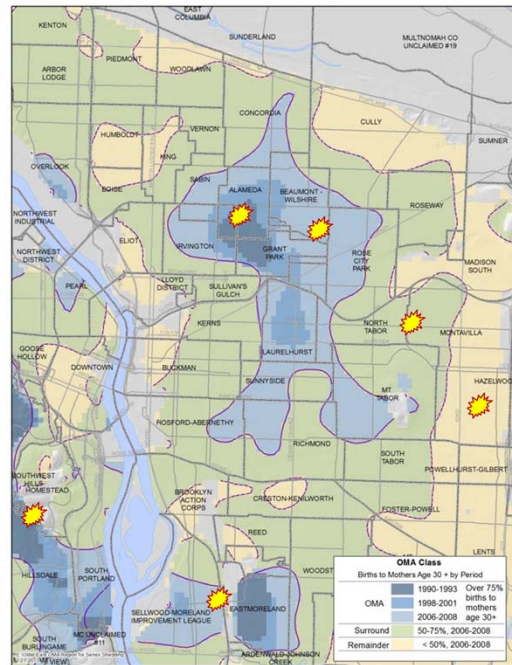 KENTON
EAST
COLUMBIA
SUNDERLAND
MULTNOMAH CO
UNCLAIMED #19
PIEDMONT
WOODLAWN
ARBOR
LODGE
CONCORDIA
CULLY
SUMNER
HUMBOLDT
VERNON
KING
OVERLOOK
SABIN
ALAMEDA
BEAUMONT-
WILSHIRE
BOISE
ROSEWAY
NORTHWEST
INDUSTRIAL
ELIOT
IRVINGTON
GRANT
PARK
ROSE
CITY
PARK
MADISON
SOUTH
NORTHWEST
DISTRICT
LLOYD
DISTRICT
SULLIVAN'S
GULCH
PEARL
KERNS
NORTH
TABOR
MONTAVILLA
GOOSE
HOLLOW
DOWNTOWN
BUCKMAN
LAURELHURST
SUNNYSIDE
MT.
TABOR
HAZELWOOD
ROSFORD-ABERNETHY
RICHMOND
SOUTH
TABOR
POWELLHURST-GILBERT
SOUTHWEST
HILLS
HOMESTEAD
BROOKLYN
ACTION
CORPS
CRESTON-KENILWORTH
FOSTER-POWELL
REED
LENTS
HILLSDALE
SOUTH
PORTLAND
WOODST
SELLWOOD-MORELAND
IMPROVEMENT LEAGUE
EASTMORELAND
SOUTH
BURLINGAME
MC UNCLAIMED
#11
ARDENWALD-JOHNSON
CREEK
OMA Class
Births to Mothers Age 30 + by Period
OMA
1990-1993
1998-2001
2006-2008
Over 75%
births to
mothers
age 30+
Surround
50-75%, 2006-2008
Remainder
< 50%, 2006-2008